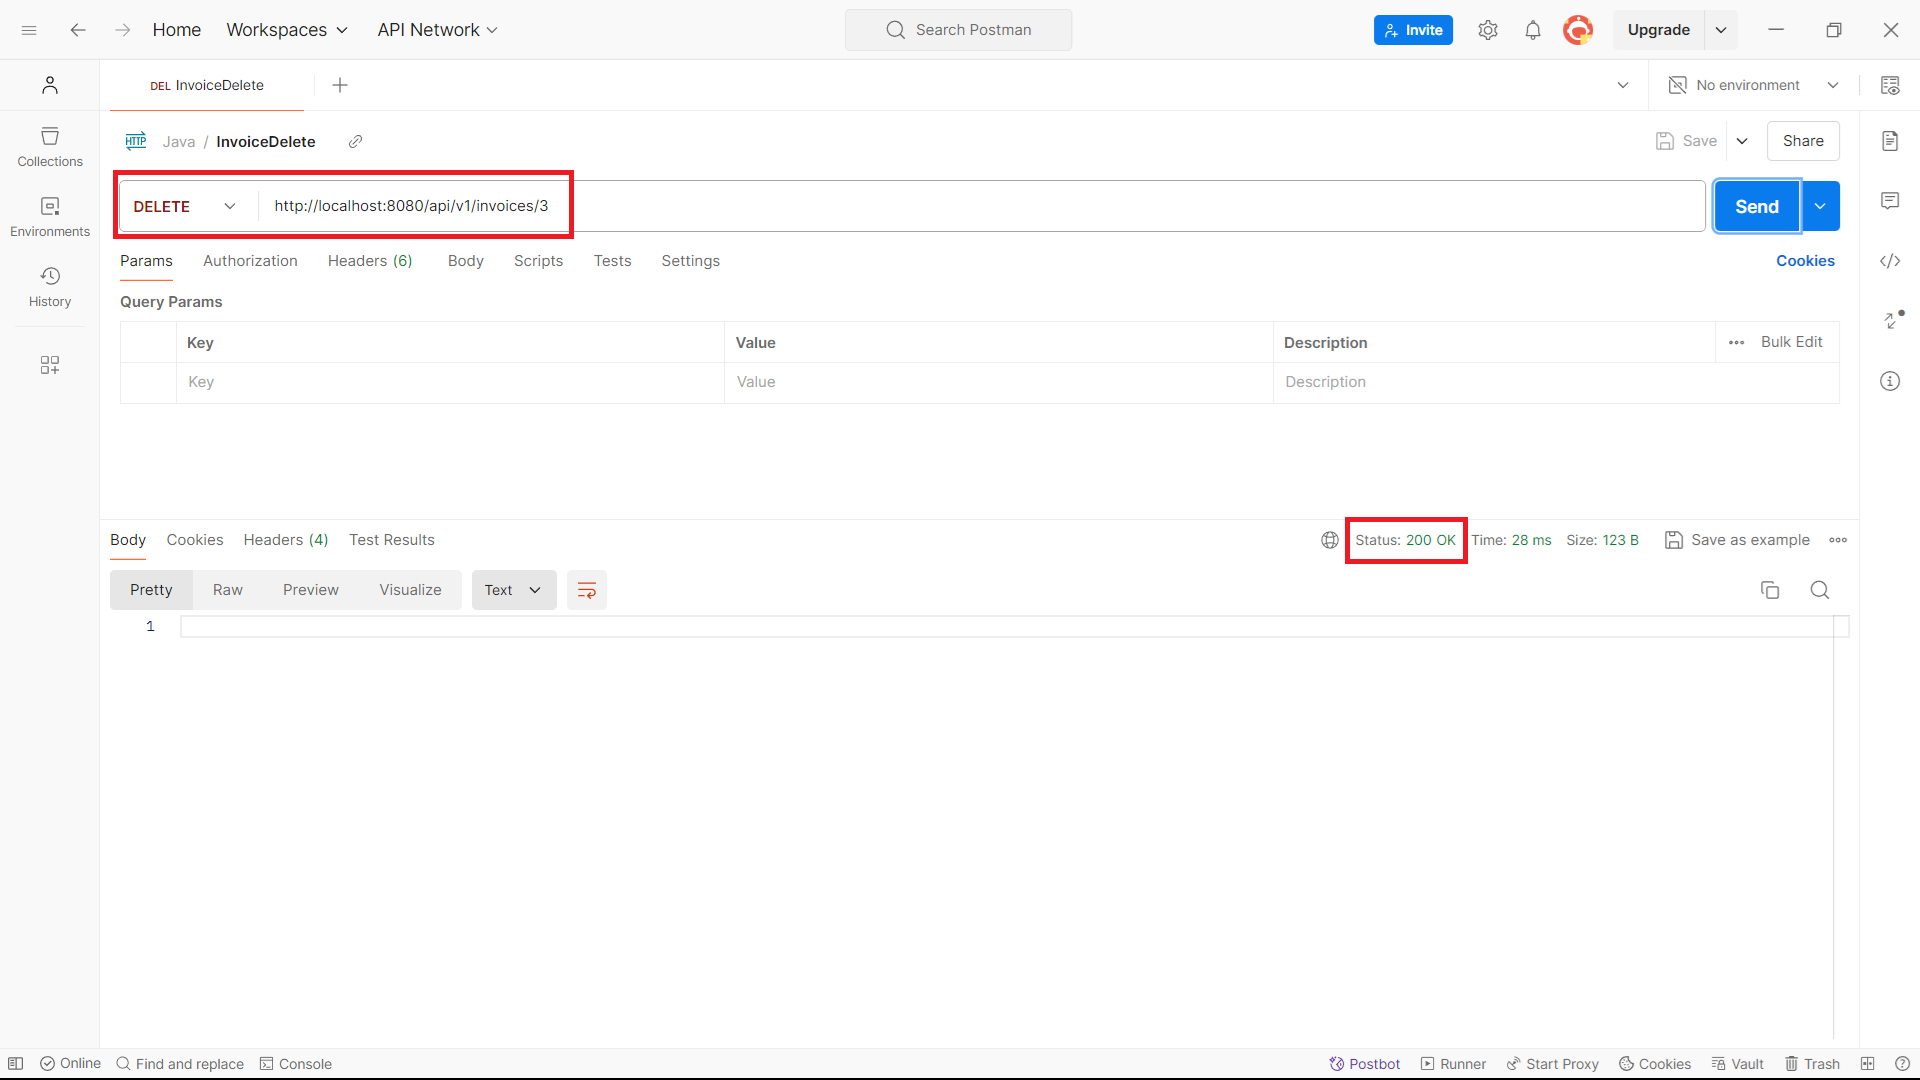 Home Workspaces API Network Search Postman Invite Upgrade
DEL InvoiceDelete No environment
HTTP Java / InvoiceDelete Save Share
Collections
DELETE http://localhost:8080/api/v1/invoices/3 Send
Environments
Params Authorization Headers (6) Body Scripts Tests Settings Cookies
History
Query Params
Key Value Description Bulk Edit
Key Value Description
Body Cookies Headers (4) Test Results Status: 200 OK Time: 28 ms Size: 123 B Save as example
Pretty Raw Preview Visualize Text
1
Online Find and replace Console Postbot Runner Start Proxy Cookies Vault Trash